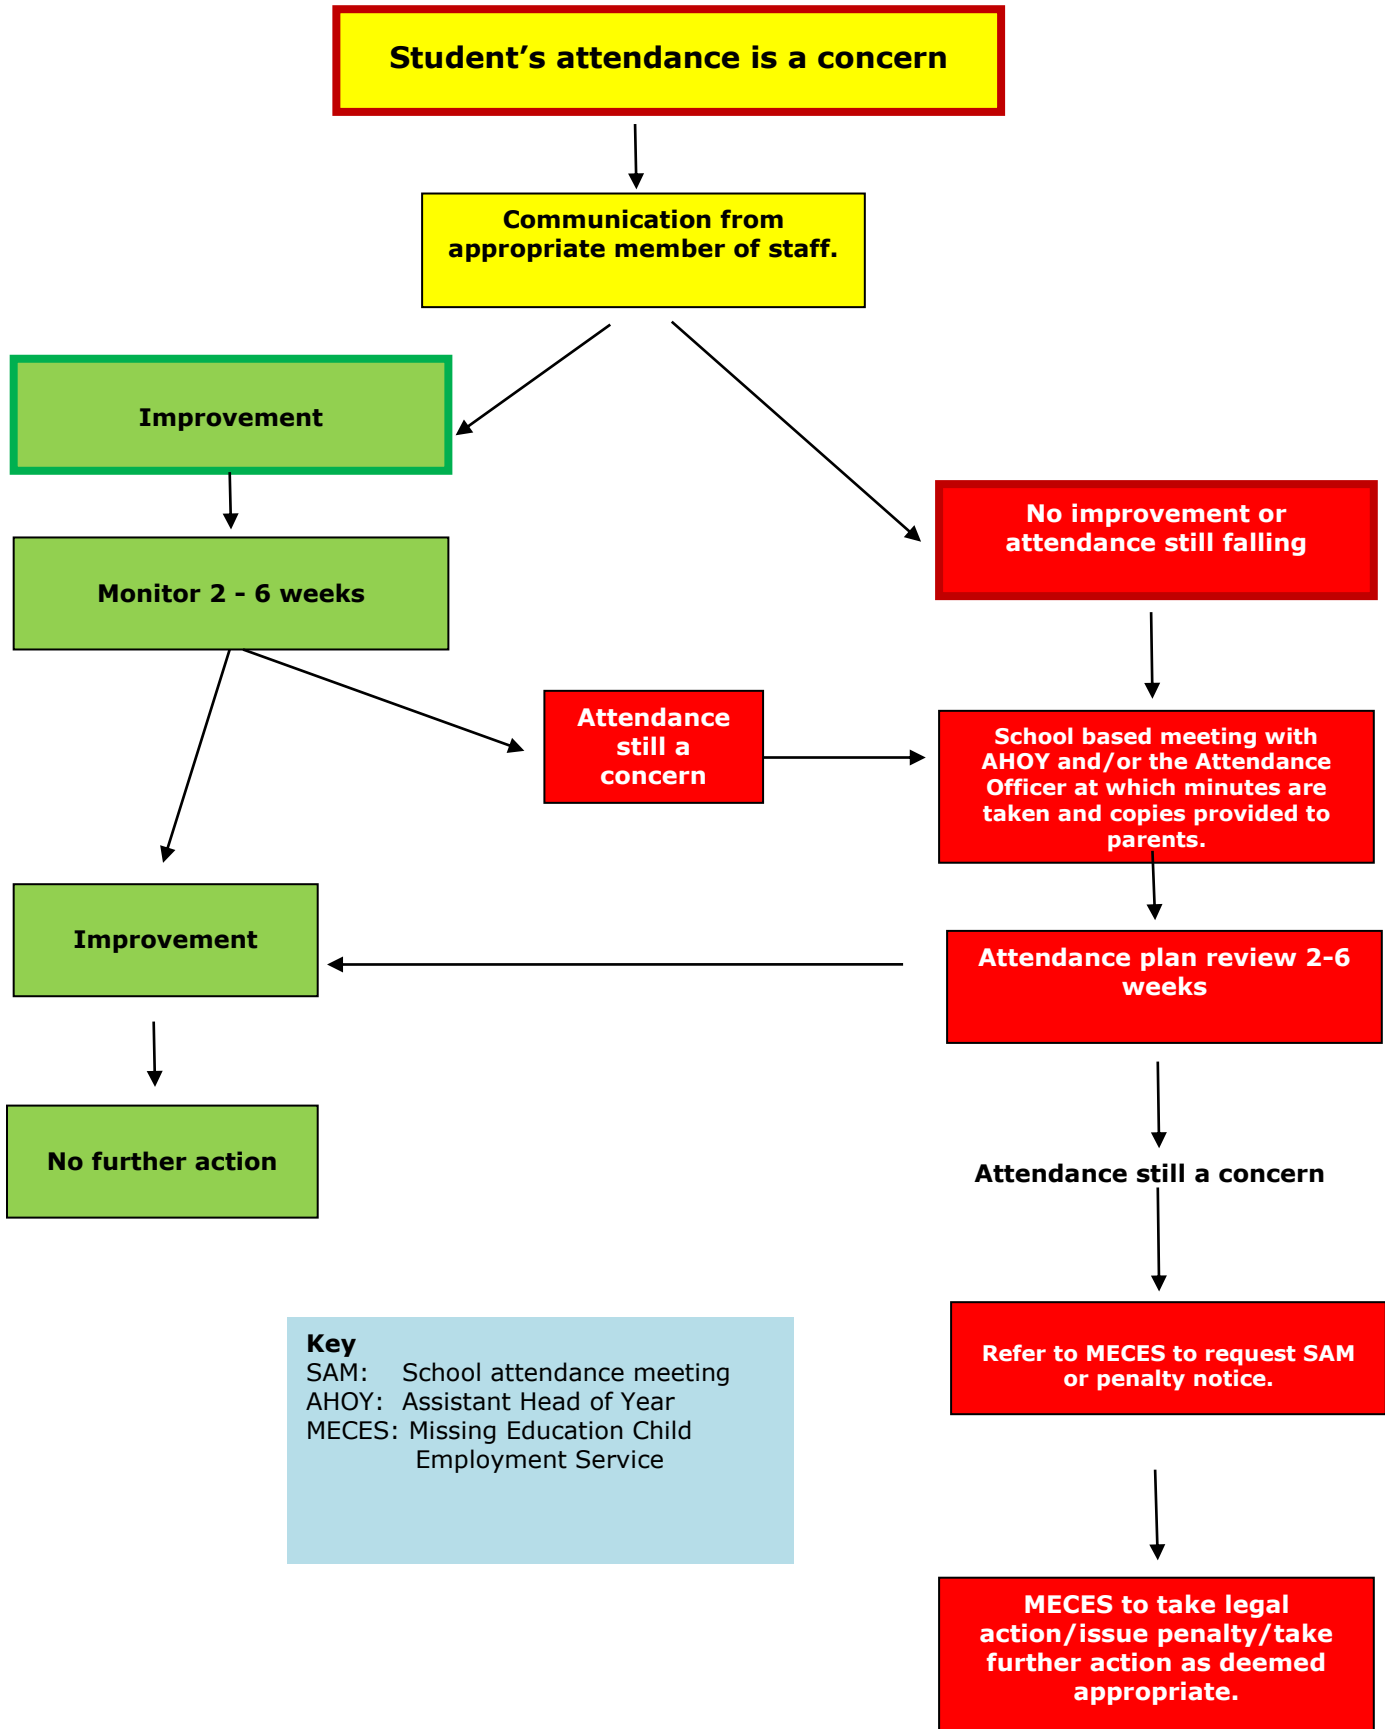 Student’s attendance is a concern
Communication from
appropriate member of staff.
Improvement
No improvement or
attendance still falling
Monitor 2 – 6 weeks
Attendance
still a
concern
School based meeting with
AHOY and/or the Attendance
Officer at which minutes are
taken and copies provided to
parents.
Improvement
Attendance plan review 2–6
weeks
No further action
Attendance still a concern
Refer to MECES to request SAM
or penalty notice.
Key
SAM: School attendance meeting
AHOY: Assistant Head of Year
MECES: Missing Education Child
Employment Service
MECES to take legal
action/issue penalty/take
further action as deemed
appropriate.